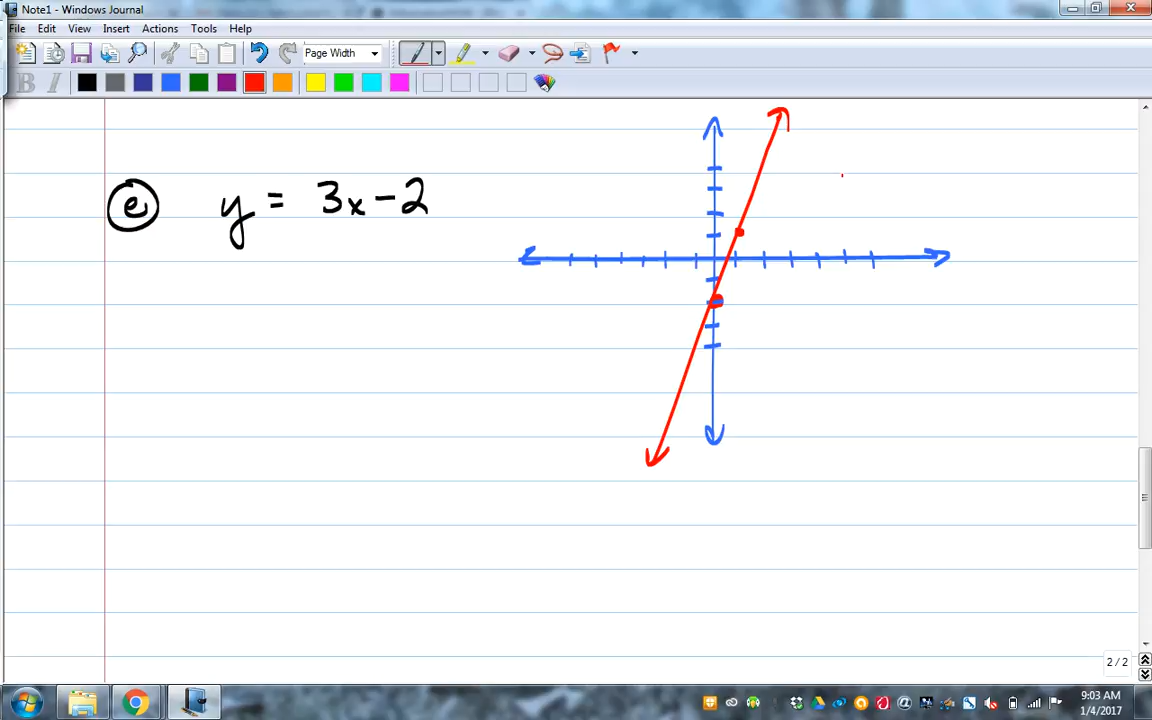 Note1 - Windows Journal
File Edit View Insert Actions Tools Help
Page Width
B I
e y = 3x - 2
2 / 2
9:03 AM
1/4/2017